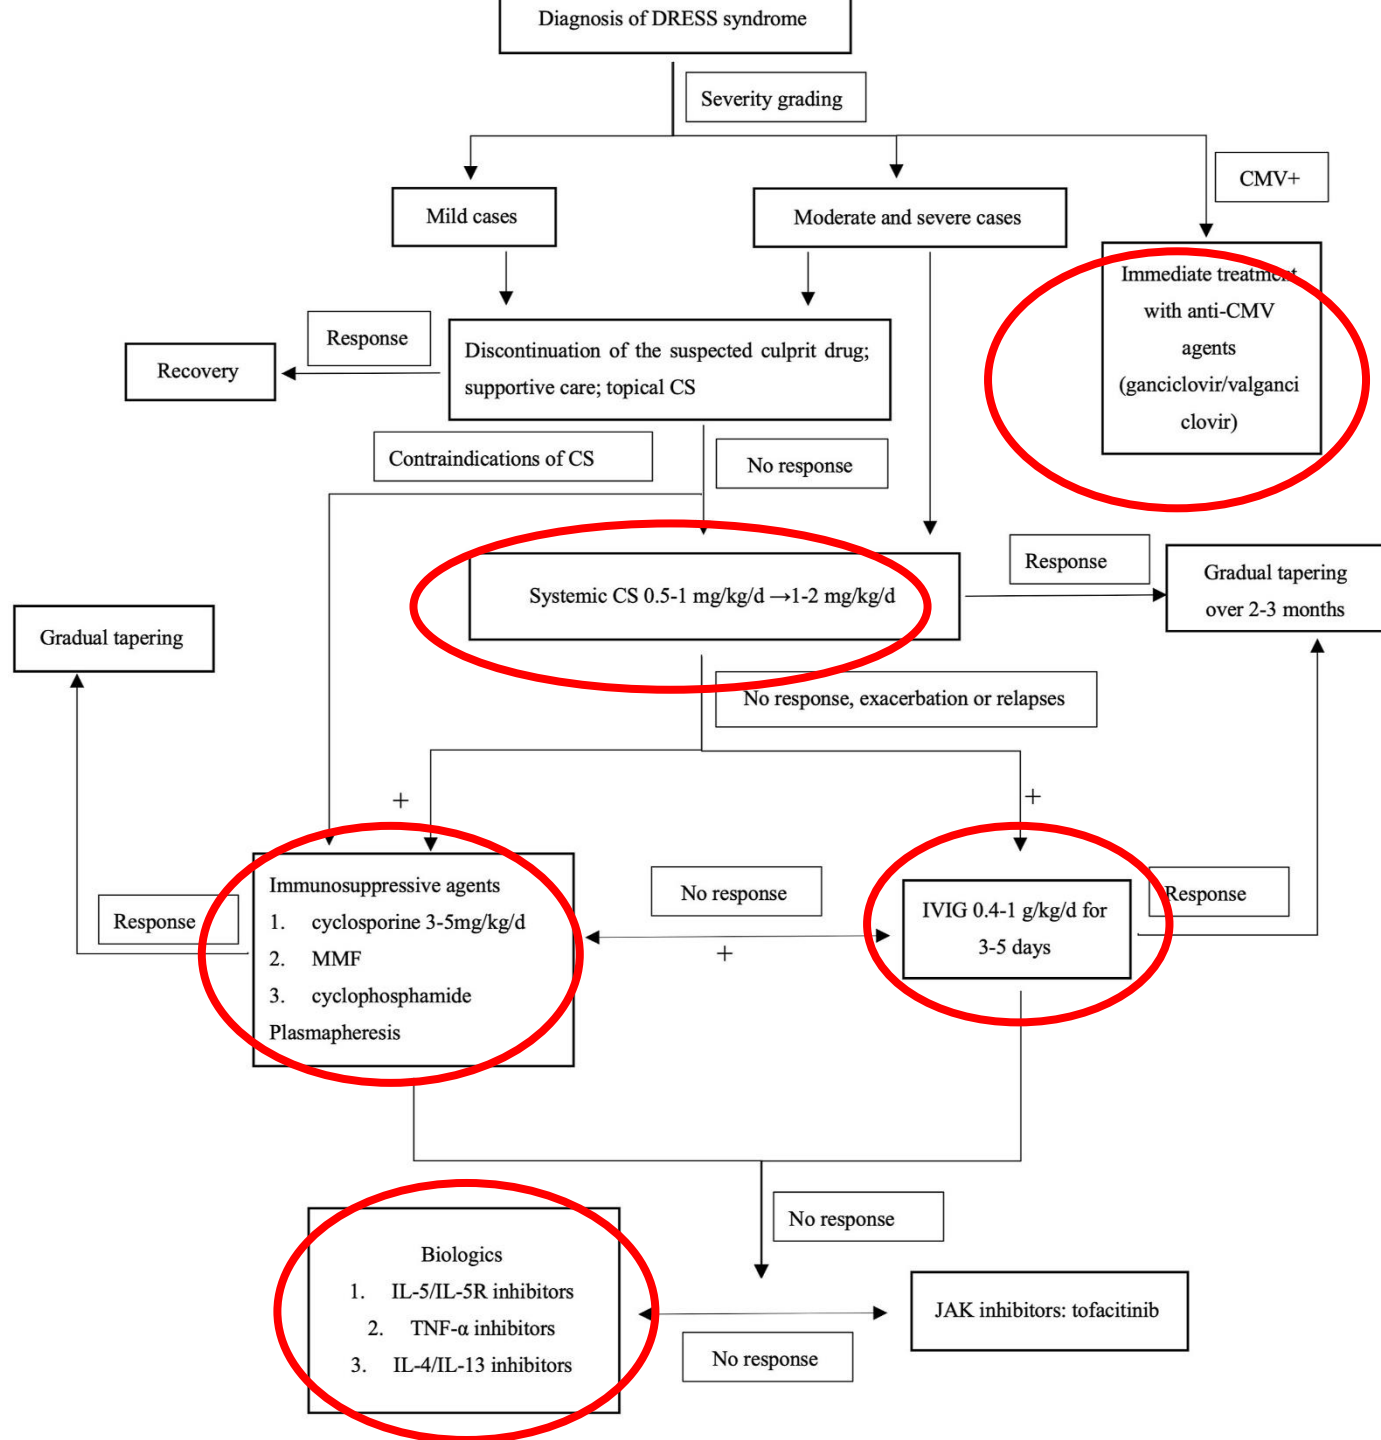 Diagnosis of DRESS syndrome
Severity grading
CMV+
Mild cases
Moderate and severe cases
Immediate treatment
with anti-CMV
agents
(ganciclovir/valganci
clovir)
Response
Recovery
Discontinuation of the suspected culprit drug;
supportive care; topical CS
Contraindications of CS
No response
Systemic CS 0.5-1 mg/kg/d →1-2 mg/kg/d
Response
Gradual tapering
over 2-3 months
Gradual tapering
No response, exacerbation or relapses
+
+
Immunosuppressive agents
1. cyclosporine 3-5mg/kg/d
2. MMF
3. cyclophosphamide
Plasmapheresis
Response
No response
+
IVIG 0.4-1 g/kg/d for
3-5 days
Response
No response
Biologics
1. IL-5/IL-5R inhibitors
2. TNF-α inhibitors
3. IL-4/IL-13 inhibitors
No response
JAK inhibitors: tofacitinib